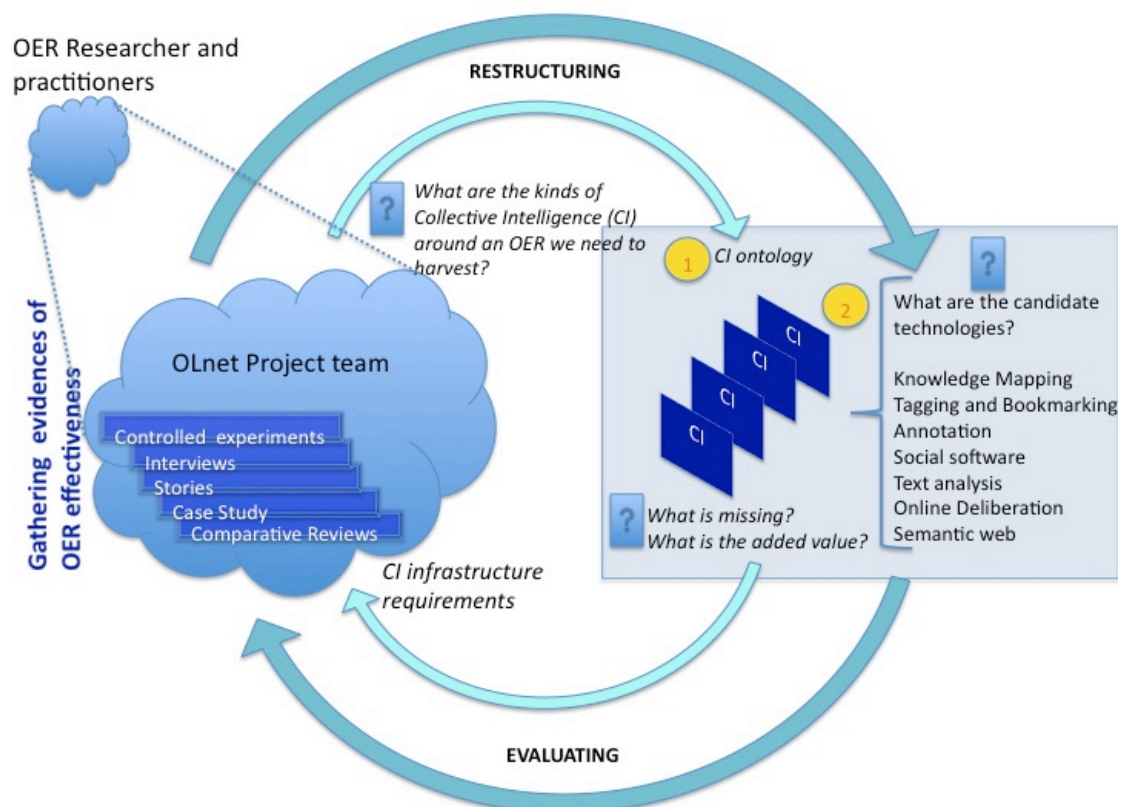 OER Researcher and
practitioners
RESTRUCTURING
?
What are the kinds of
Collective Intelligence (CI)
around an OER we need to
harvest?
Gathering evidences of
OER effectiveness
OLnet Project team
Controlled experiments
Interviews
Stories
Case Study
Comparative Reviews
CI infrastructure
requirements
1
CI ontology
2
CI
CI
CI
CI
?
What is missing?
What is the added value?
?
What are the candidate
technologies?
Knowledge Mapping
Tagging and Bookmarking
Annotation
Social software
Text analysis
Online Deliberation
Semantic web
EVALUATING